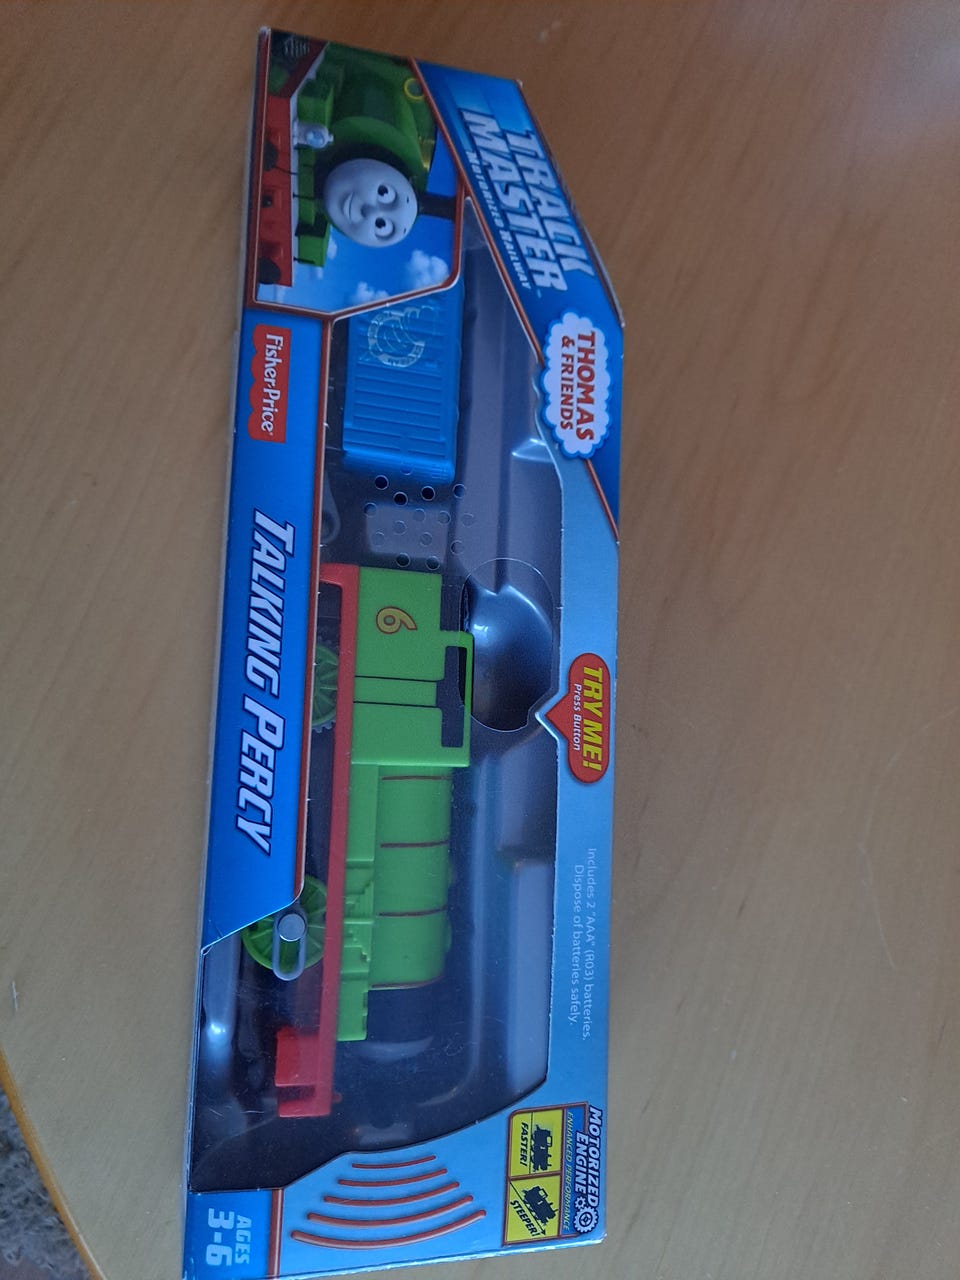 TRACK
MASTER
MOTORIZED RAILWAY
THOMAS
& FRIENDS
TRY ME!
Press Button
Includes 2 "AAA" (R03) batteries.
Dispose of batteries safely.
MOTORIZED
ENGINE
ENHANCED PERFORMANCE
FASTER!
STEEPER!
6
Fisher-Price
TALKING PERCY
AGES
3-6